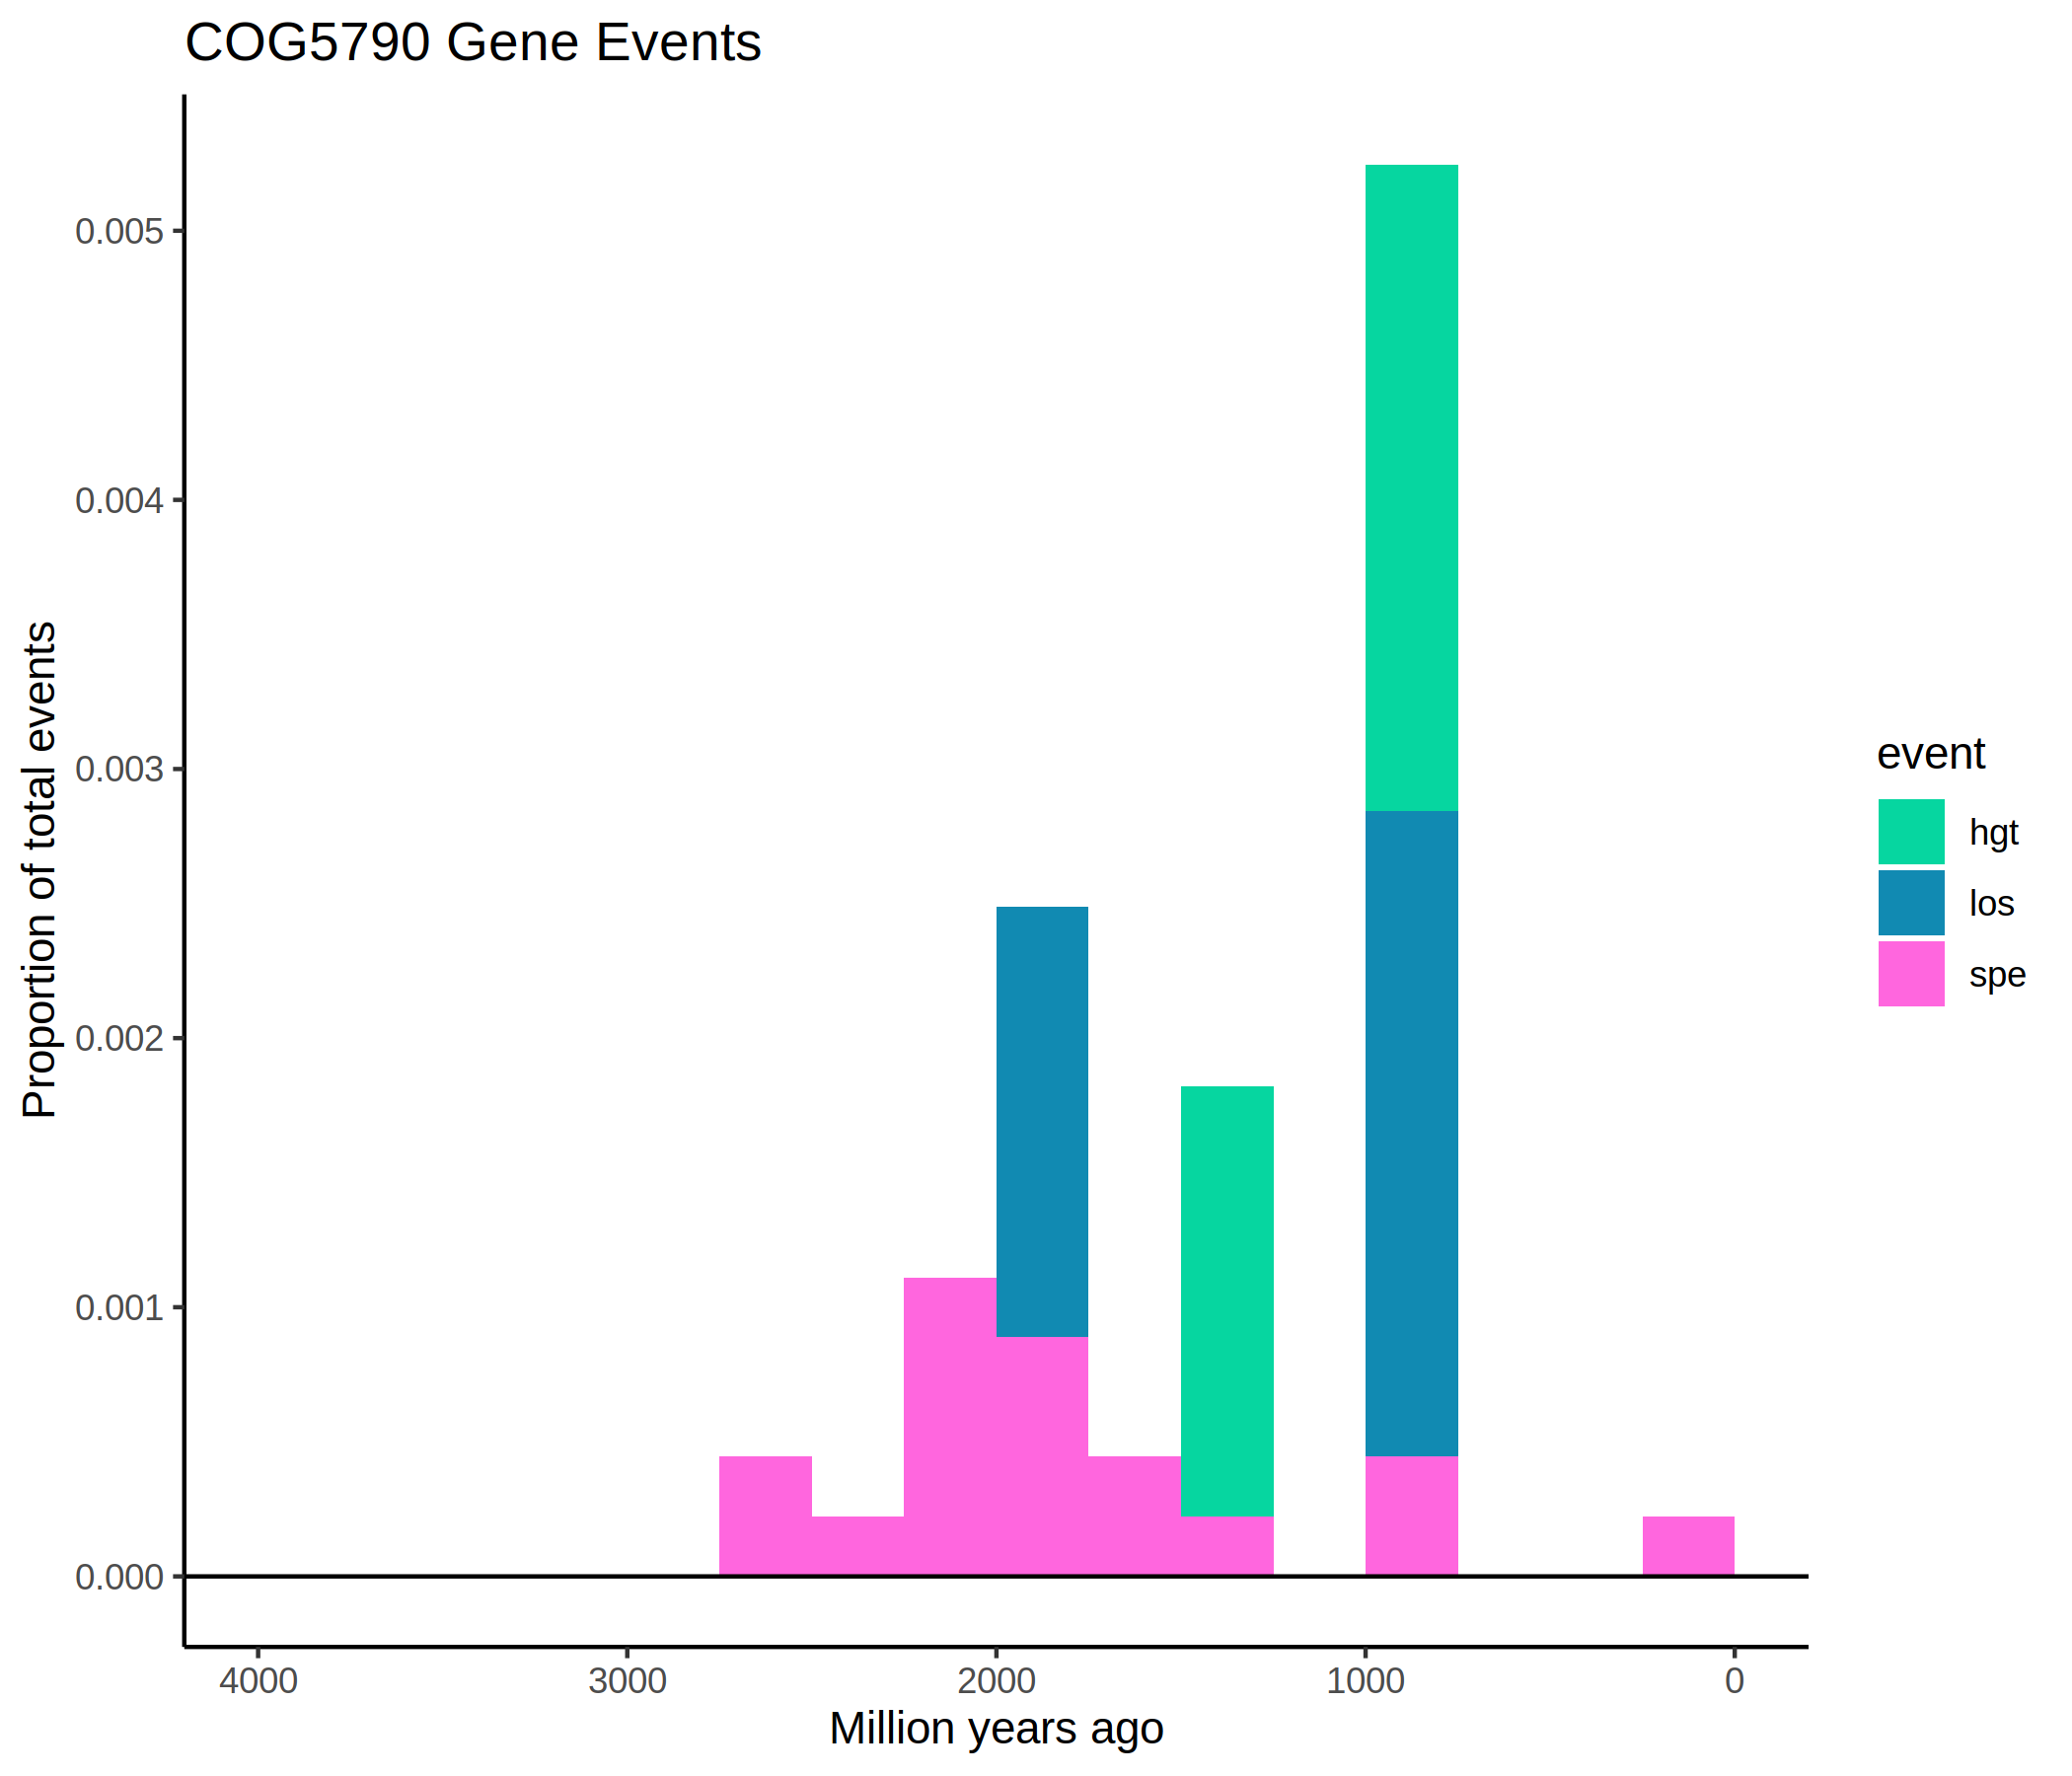 COG5790 Gene Events
Proportion of total events
0.005
0.004
0.003
0.002
0.001
0.000
4000 3000 2000 1000 0
Million years ago
event
hgt
los
spe